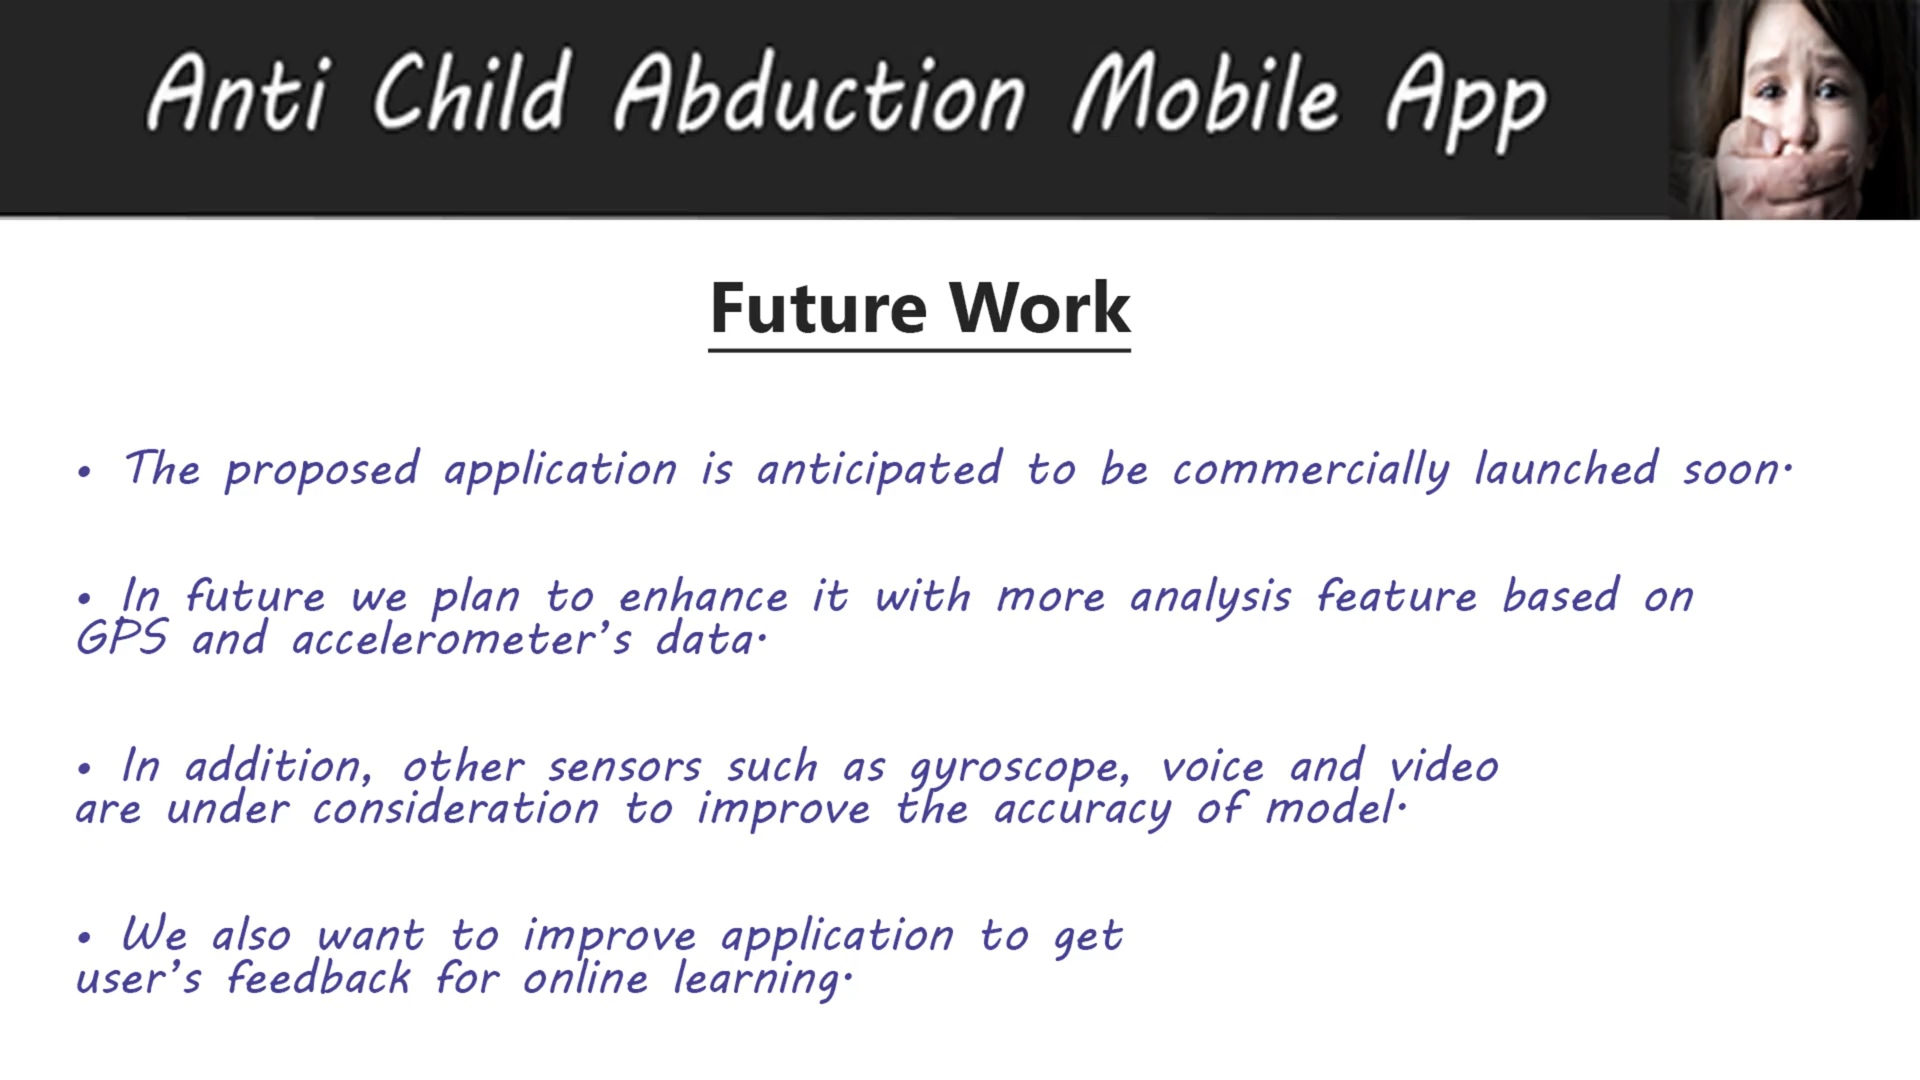 Anti Child Abduction Mobile App
Future Work
• The proposed application is anticipated to be commercially launched soon.
• In future we plan to enhance it with more analysis feature based on
GPS and accelerometer’s data.
• In addition, other sensors such as gyroscope, voice and video
are under consideration to improve the accuracy of model.
• We also want to improve application to get
user’s feedback for online learning.